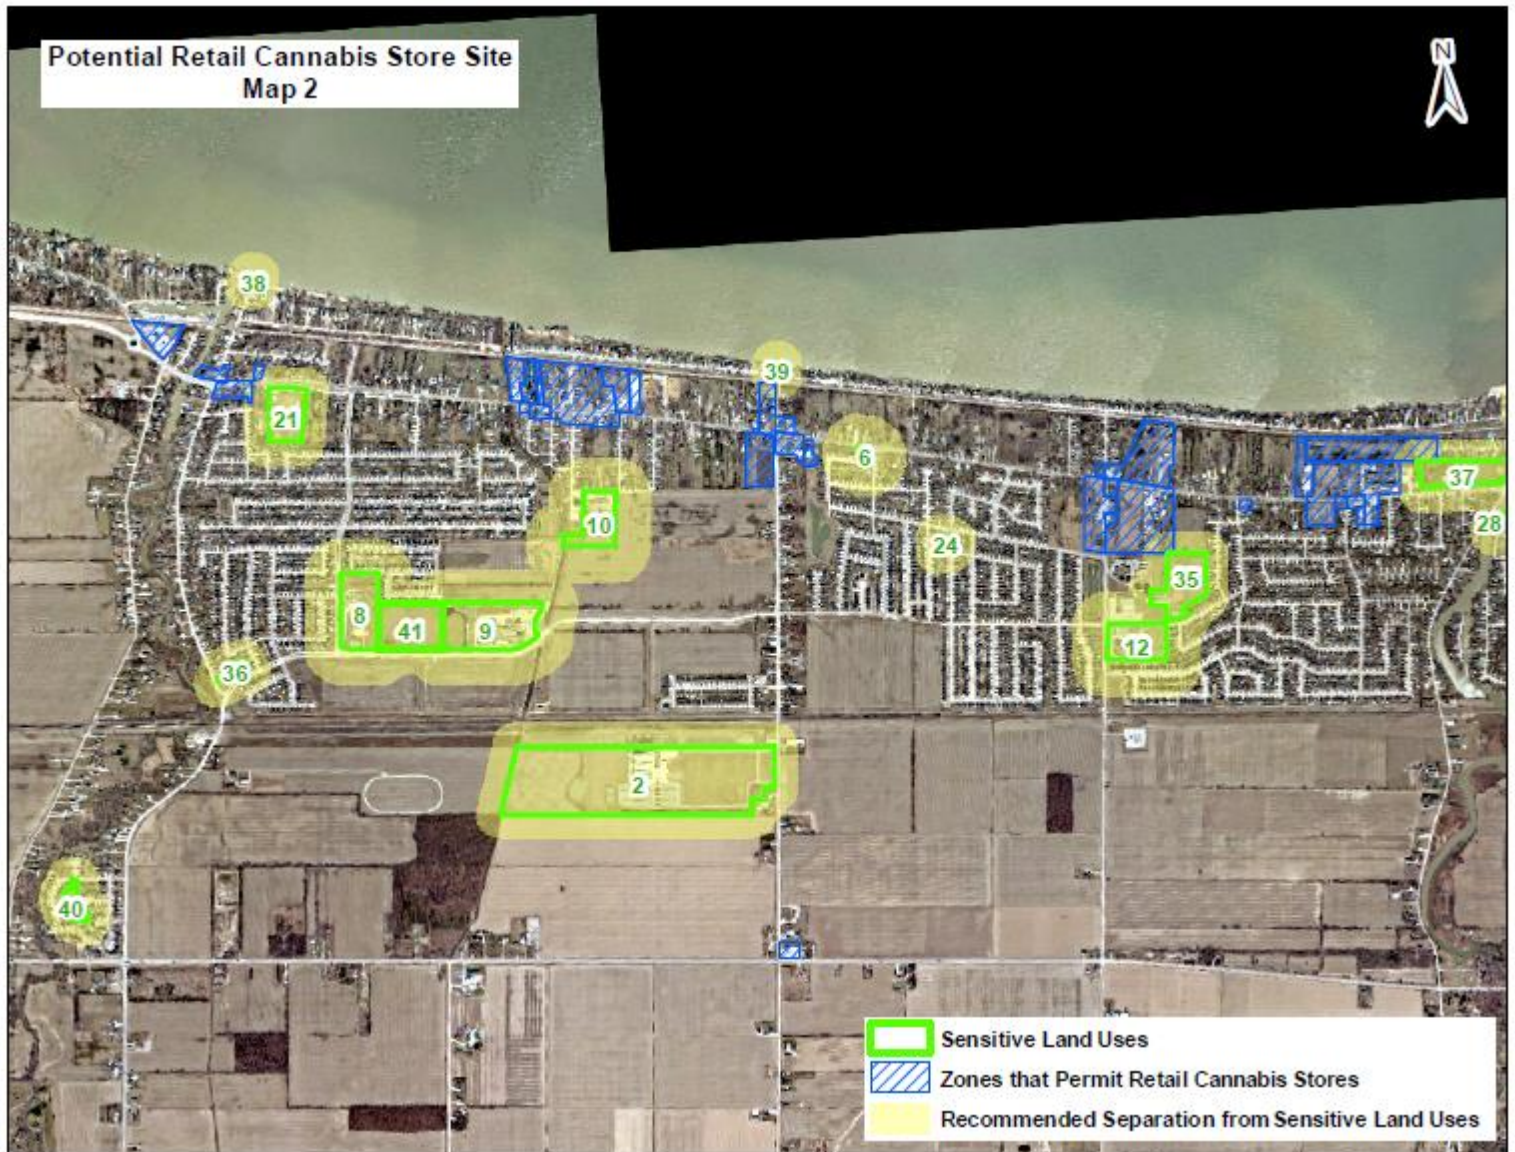 Potential Retail Cannabis Store Site
Map 2
N
38
39
21
6
37
10
28
24
35
8
41
9
12
36
2
40
Sensitive Land Uses
Zones that Permit Retail Cannabis Stores
Recommended Separation from Sensitive Land Uses